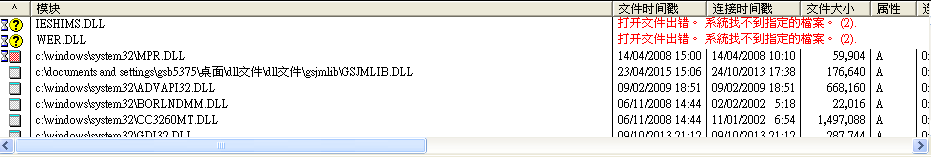 ^ 模块 文件时间戳 连接时间戳 文件大小 属性
IESHIMS.DLL 打开文件出错。 系統找不到指定的檔案。 (2).
WER.DLL 打开文件出错。 系統找不到指定的檔案。 (2).
c:\windows\system32\MPR.DLL 14/04/2008 15:00 14/04/2008 10:10 59,904 A
c:\documents and settings\gsb5375\桌面\dll文件\dll文件\gsjmlib\GSJMLIB.DLL 23/04/2015 15:06 24/10/2013 17:38 176,640 A
c:\windows\system32\ADVAPI32.DLL 09/02/2009 18:51 09/02/2009 18:51 668,160 A
c:\windows\system32\BORLNDMM.DLL 06/11/2008 14:44 02/02/2002 5:18 22,016 A
c:\windows\system32\CC3260MT.DLL 06/11/2008 14:44 11/01/2002 6:54 1,497,088 A
c:\windows\system32\GDI32.DLL 09/10/2013 21:12 09/10/2013 21:12 287,744 A